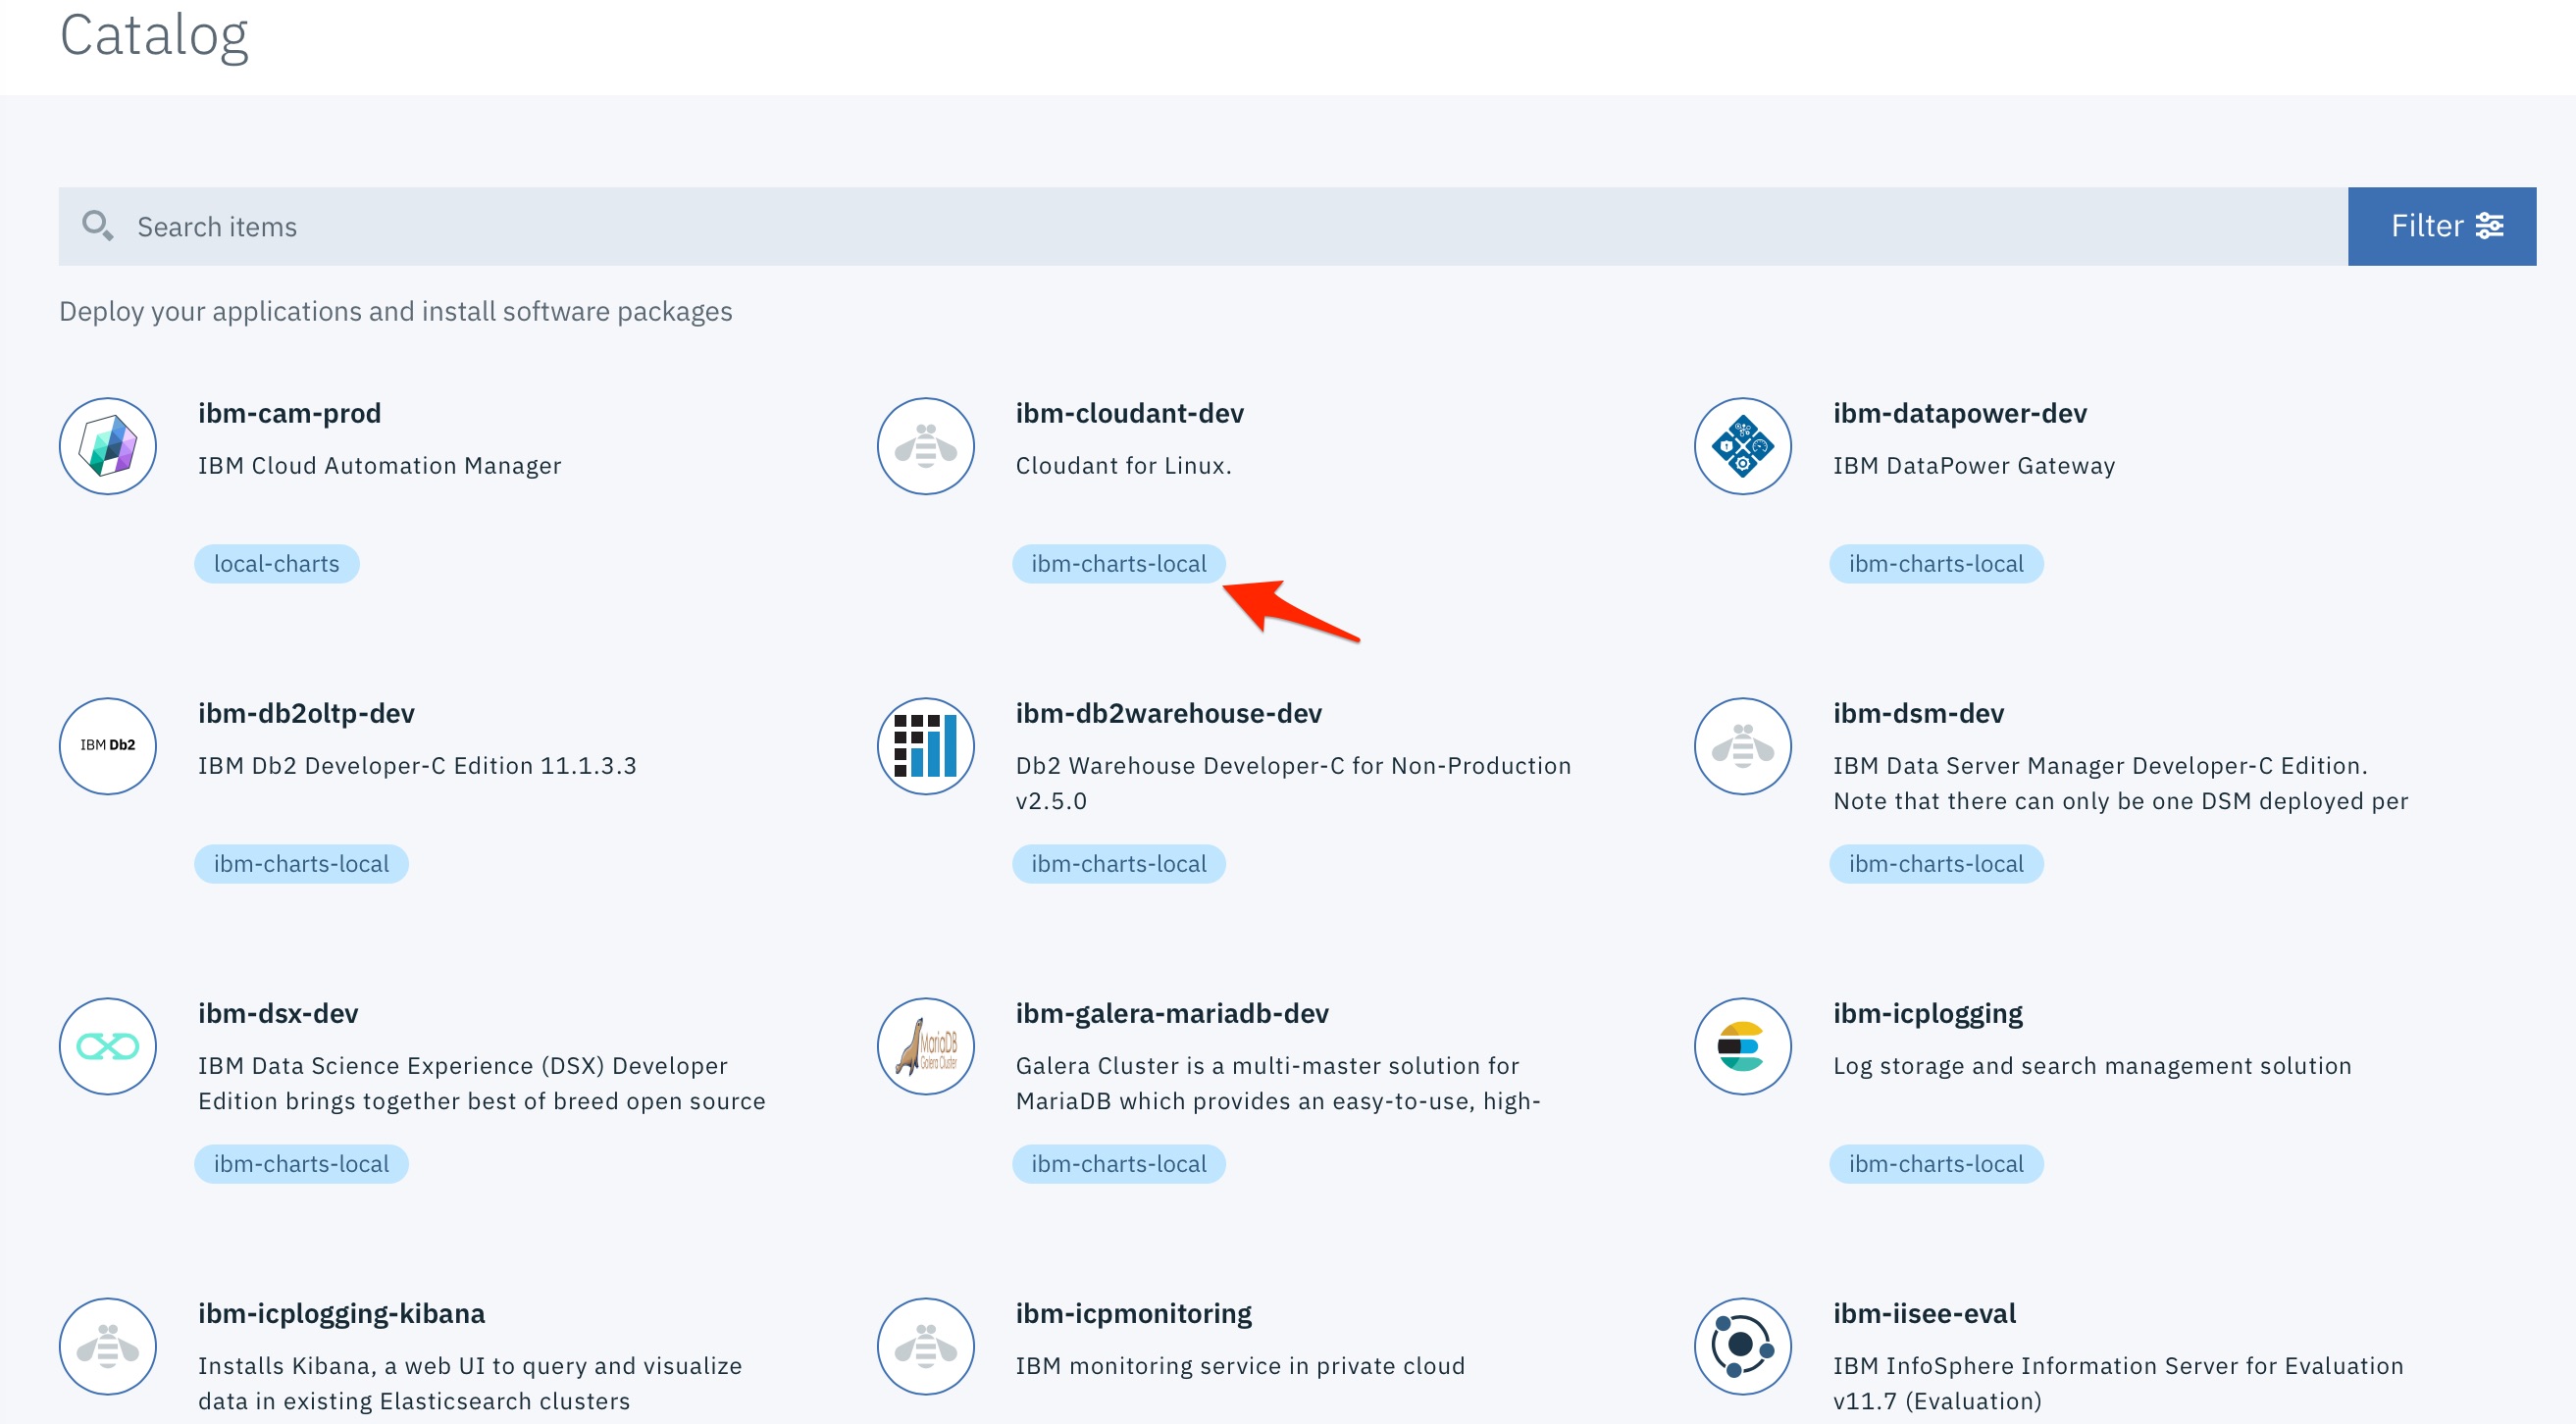 Catalog
Search items
Filter
Deploy your applications and install software packages
ibm-cam-prod
IBM Cloud Automation Manager
local-charts
ibm-cloudant-dev
Cloudant for Linux.
ibm-charts-local
ibm-datapower-dev
IBM DataPower Gateway
ibm-charts-local
IBM Db2
ibm-db2oltp-dev
IBM Db2 Developer-C Edition 11.1.3.3
ibm-charts-local
ibm-db2warehouse-dev
Db2 Warehouse Developer-C for Non-Production
v2.5.0
ibm-charts-local
ibm-dsm-dev
IBM Data Server Manager Developer-C Edition.
Note that there can only be one DSM deployed per
ibm-charts-local
ibm-dsx-dev
IBM Data Science Experience (DSX) Developer
Edition brings together best of breed open source
ibm-charts-local
MariaDB
Galera Cluster
ibm-galera-mariadb-dev
Galera Cluster is a multi-master solution for
MariaDB which provides an easy-to-use, high-
ibm-charts-local
ibm-icplogging
Log storage and search management solution
ibm-charts-local
ibm-icplogging-kibana
Installs Kibana, a web UI to query and visualize
data in existing Elasticsearch clusters
ibm-icpmonitoring
IBM monitoring service in private cloud
ibm-iisee-eval
IBM InfoSphere Information Server for Evaluation
v11.7 (Evaluation)